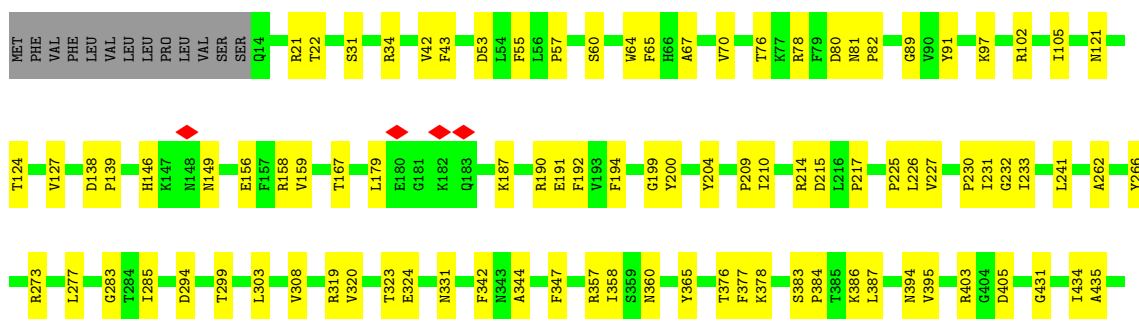 MET PHE VAL PHE LEU VAL LEU LEU PRO LEU VAL SER SER Q14 R21 T22 S31 R34 V42 F43 D53 L54 F55 L56 P57 S60 W64 F65 H66 A67 V70 T76 K77 R78 F79 D80 N81 P82 G89 V90 Y91 K97 R102 I105 N121
T124 V127 D138 P139 H146 K147 N148 N149 E156 F157 R158 V159 T167 L179 E180 G181 K182 Q183 K187 R190 E191 F192 V193 F194 G199 Y200 Y204 P209 I210 R214 D215 L216 P217 P225 L226 V227 P230 I231 G232 I233 L241 A262 Y266
R273 L277 G283 T284 I285 D294 T299 L303 V308 R319 V320 T323 E324 N331 F342 N343 A344 F347 R357 I358 S359 N360 Y365 T376 F377 K378 S383 P384 T385 K386 L387 N394 V395 R403 G404 D405 G431 I434 A435